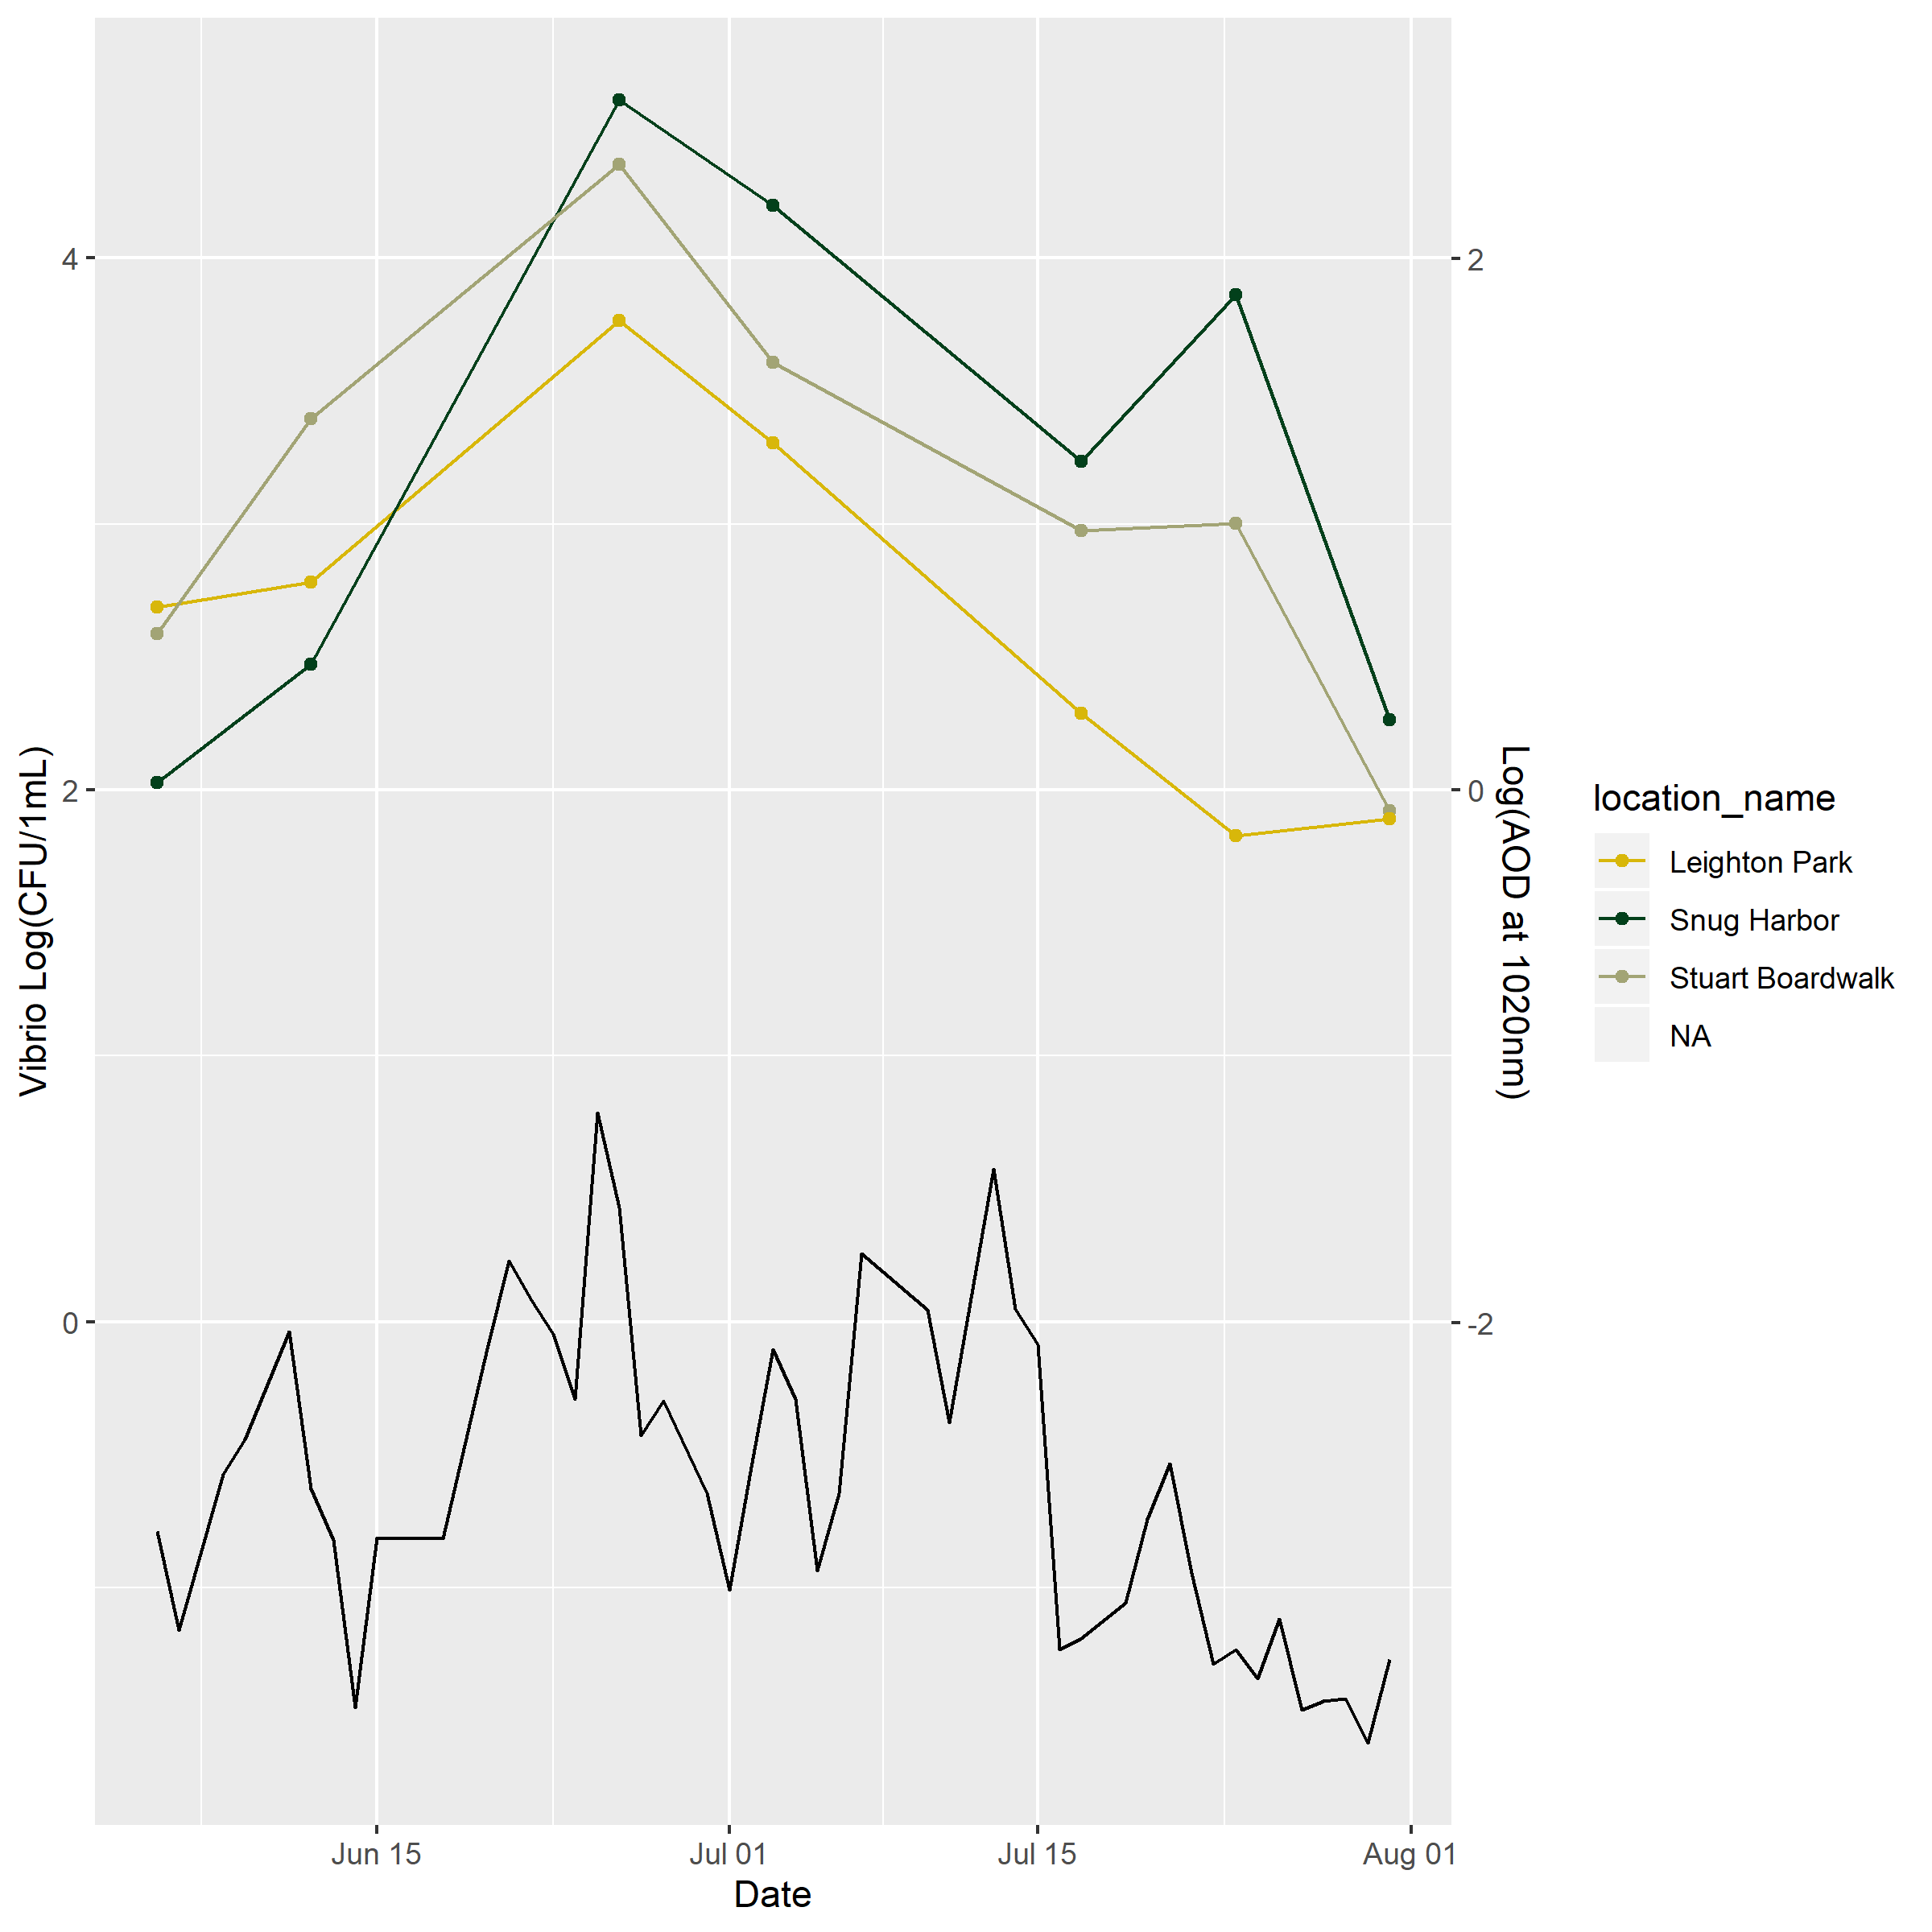 Vibrio Log(CFU/1mL)
4
2
0
2
0
-2
Log(AOD at 1020nm)
Jun 15
Jul 01
Jul 15
Aug 01
Date
location_name
Leighton Park
Snug Harbor
Stuart Boardwalk
NA